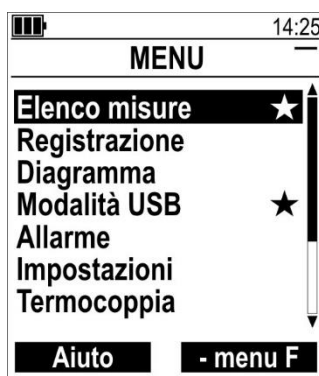 14:25
MENU
Elenco misure
Registrazione
Diagramma
Modalità USB
Allarme
Impostazioni
Termocoppia
Aiuto - menu F